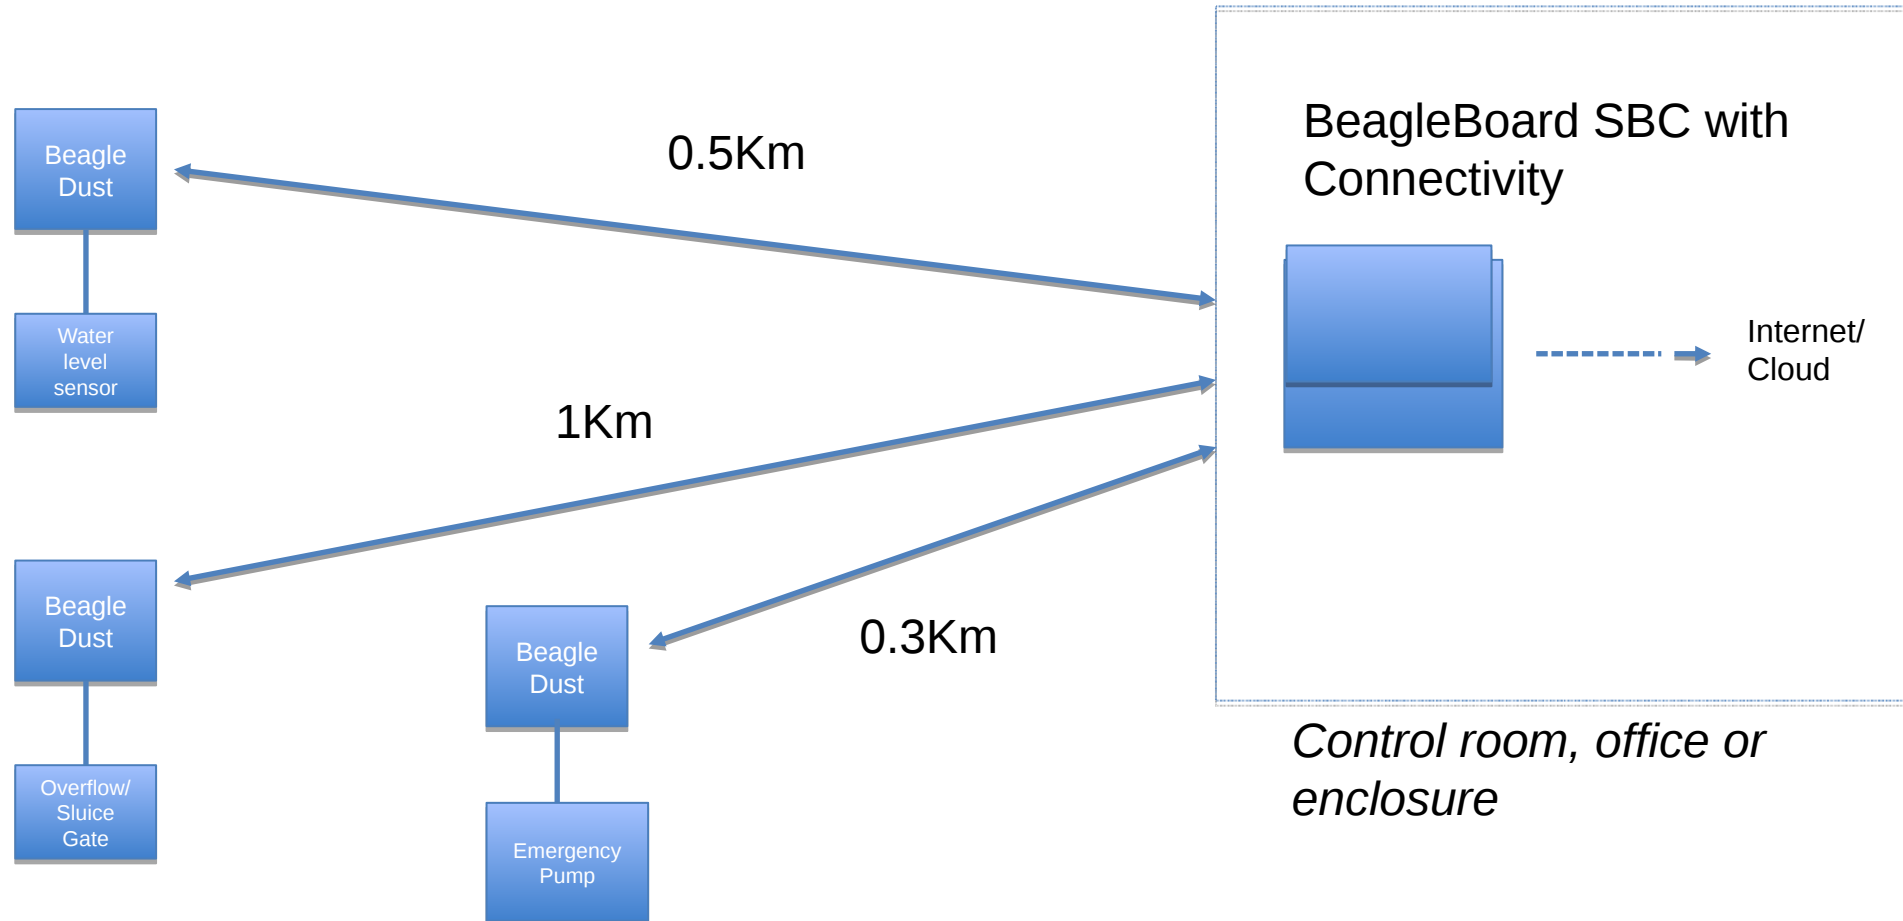 Beagle
Dust
Water
level
sensor
0.5Km
1Km
Beagle
Dust
Overflow/
Sluice
Gate
Beagle
Dust
Emergency
Pump
0.3Km
BeagleBoard SBC with
Connectivity
Internet/
Cloud
Control room, office or
enclosure